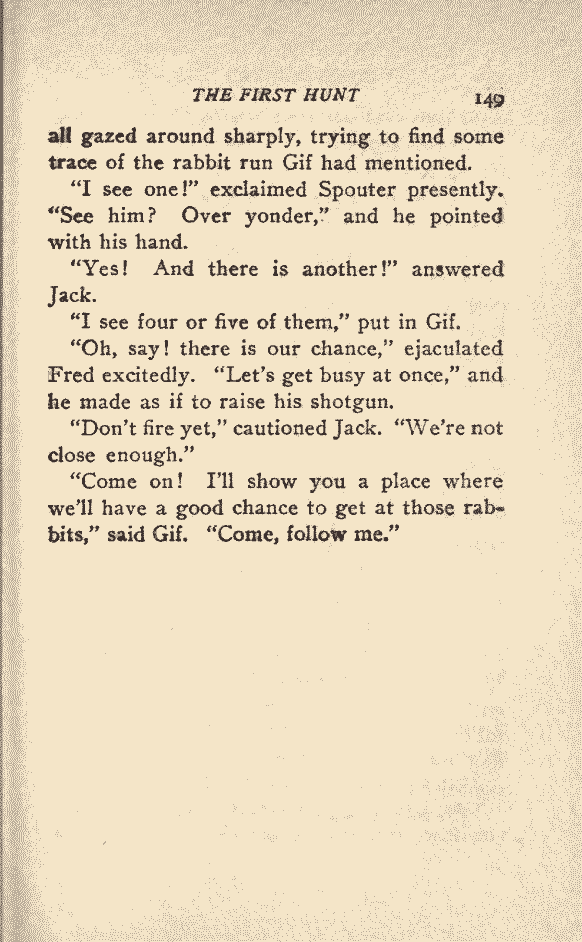 THE FIRST HUNT 149
all gazed around sharply, trying to find some
trace of the rabbit run Gif had mentioned.
"I see one!" exclaimed Spouter presently.
"See him? Over yonder," and he pointed
with his hand.
"Yes! And there is another!" answered
Jack.
"I see four or five of them," put in Gif.
"Oh, say! there is our chance," ejaculated
Fred excitedly. "Let's get busy at once," and
he made as if to raise his shotgun.
"Don't fire yet," cautioned Jack. "We're not
close enough."
"Come on! I'll show you a place where
we'll have a good chance to get at those rab-
bits," said Gif. "Come, follow me."